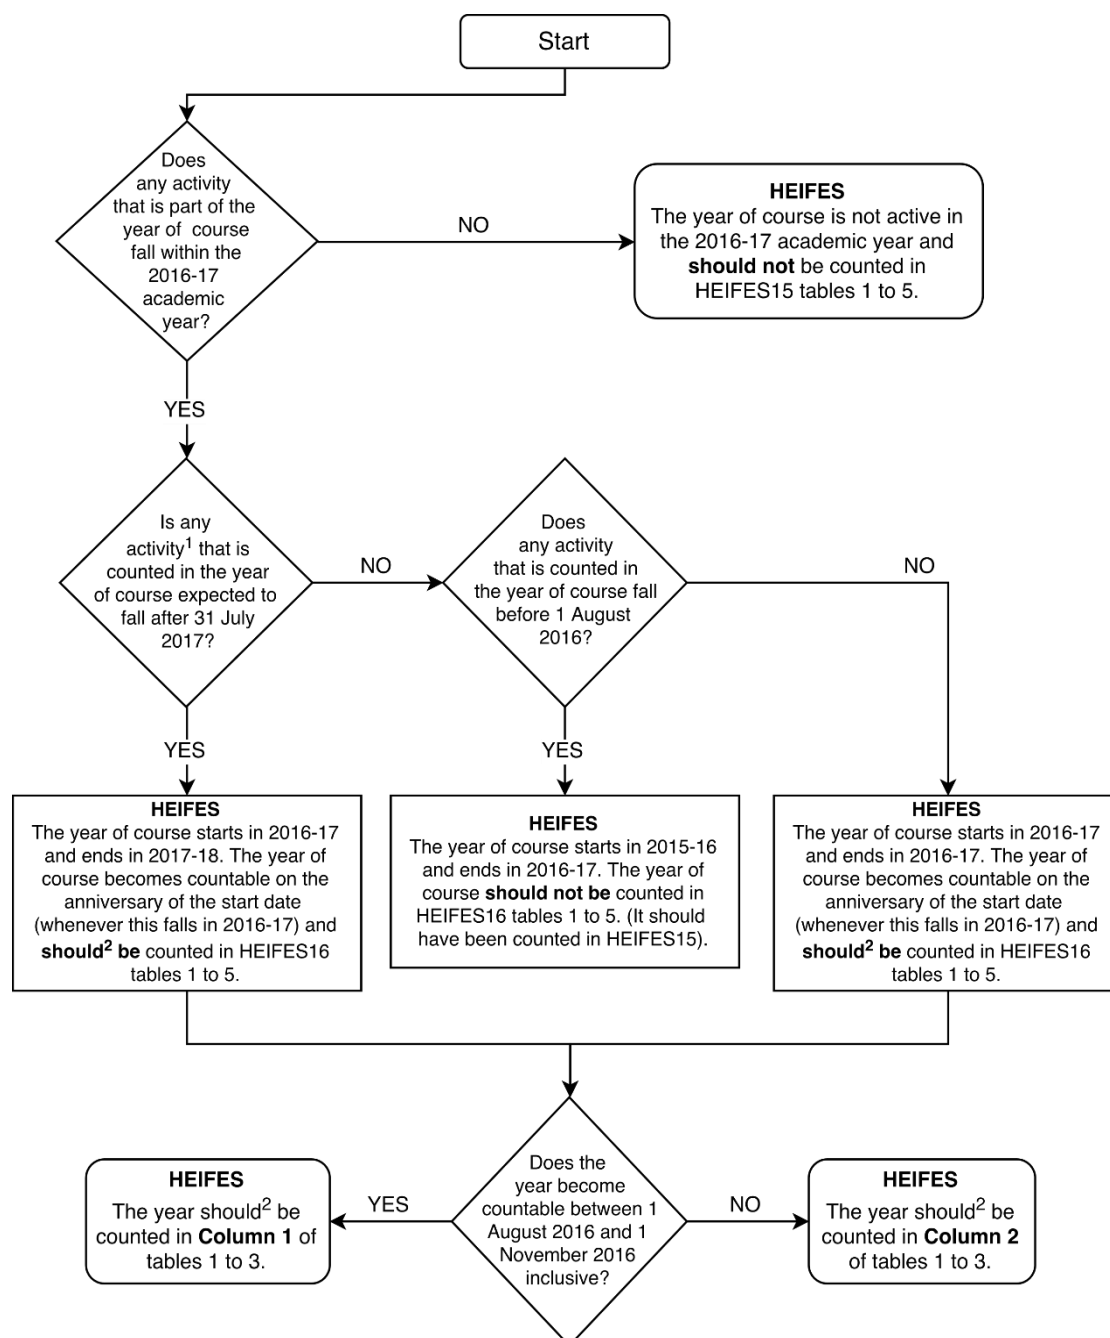 Start
Does
any activity
that is part of the
year of course
fall within the
2016-17
academic
year?
NO
HEIFES
The year of course is not active in
the 2016-17 academic year and
should not be counted in
HEIFES15 tables 1 to 5.
YES
Is any
activity1 that is
counted in the year
of course expected to
fall after 31 July
2017?
NO
Does
any activity
that is counted in
the year of course fall
before 1 August
2016?
NO
YES
YES
HEIFES
The year of course starts in 2016-17
and ends in 2017-18. The year of
course becomes countable on the
anniversary of the start date
(whenever this falls in 2016-17) and
should2 be counted in HEIFES16
tables 1 to 5.
HEIFES
The year of course starts in 2015-16
and ends in 2016-17. The year of
course should not be counted in
HEIFES16 tables 1 to 5. (It should
have been counted in HEIFES15).
HEIFES
The year of course starts in 2016-17
and ends in 2016-17. The year of
course becomes countable on the
anniversary of the start date
(whenever this falls in 2016-17) and
should2 be counted in HEIFES16
tables 1 to 5.
Does the
year become
countable between 1
August 2016 and 1
November 2016
inclusive?
YES
HEIFES
The year should2 be
counted in Column 1 of
tables 1 to 3.
NO
HEIFES
The year should2 be
counted in Column 2
of tables 1 to 3.